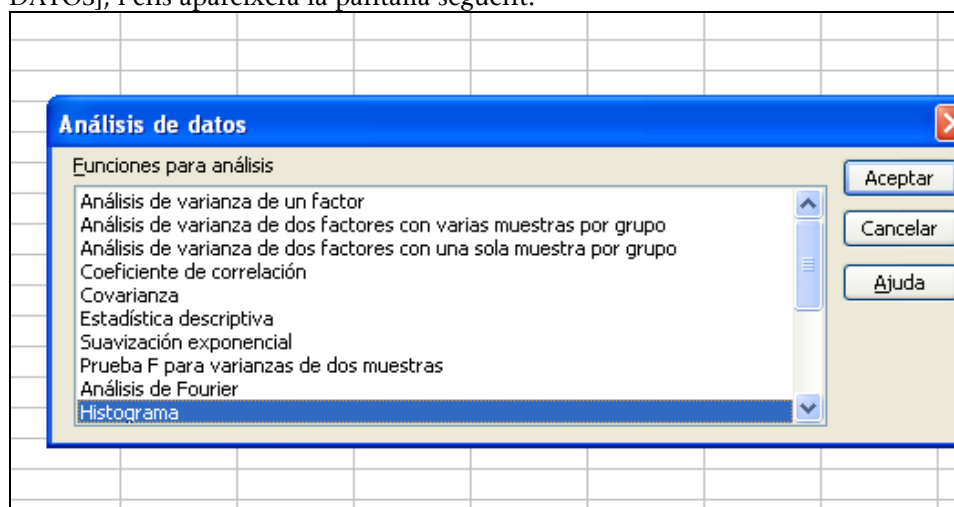 DATOS], i ens apareixerà la pantalla següent:
Análisis de datos
Funciones para análisis
Análisis de varianza de un factor
Análisis de varianza de dos factores con varias muestras por grupo
Análisis de varianza de dos factores con una sola muestra por grupo
Coeficiente de correlación
Covarianza
Estadística descriptiva
Suavización exponencial
Prueba F para varianzas de dos muestras
Análisis de Fourier
Histograma
Aceptar
Cancelar
Ajuda